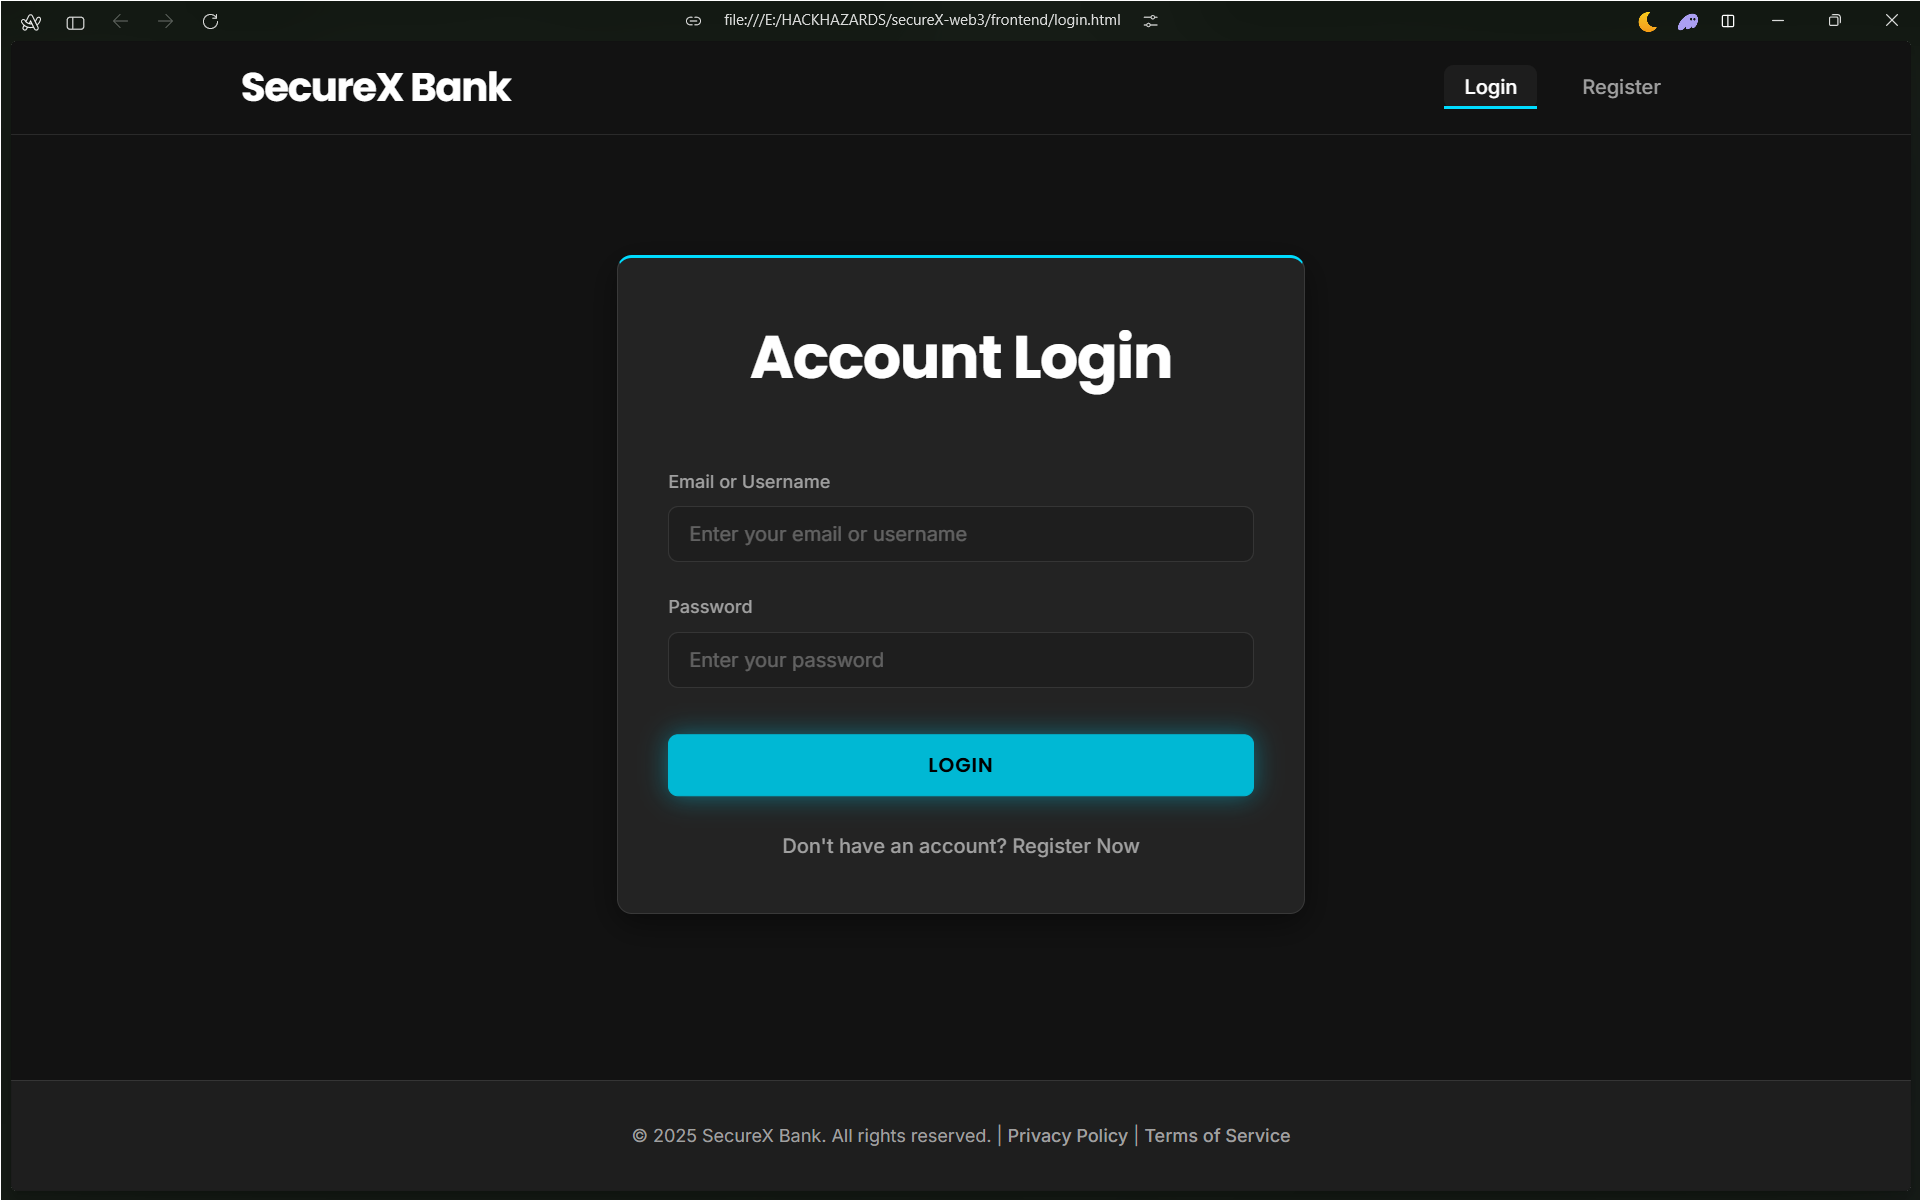 file:///E:/HACKHAZARDS/secureX-web3/frontend/login.html
SecureX Bank
Login
Register
Account Login
Email or Username
Enter your email or username
Password
Enter your password
LOGIN
Don't have an account? Register Now
© 2025 SecureX Bank. All rights reserved. | Privacy Policy | Terms of Service